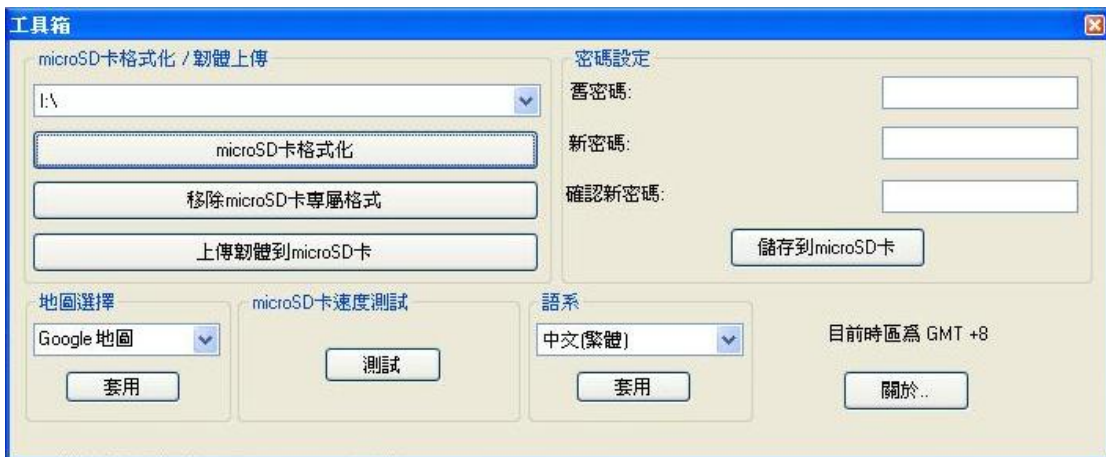 工具箱
microSD卡格式化 / 韌體上傳
I:\
microSD卡格式化
移除microSD卡專屬格式
上傳韌體到microSD卡
密碼設定
舊密碼:
新密碼:
確認新密碼:
儲存到microSD卡
地圖選擇
Google 地圖
套用
microSD卡速度測試
測試
語系
中文(繁體)
套用
目前時區爲 GMT +8
關於..